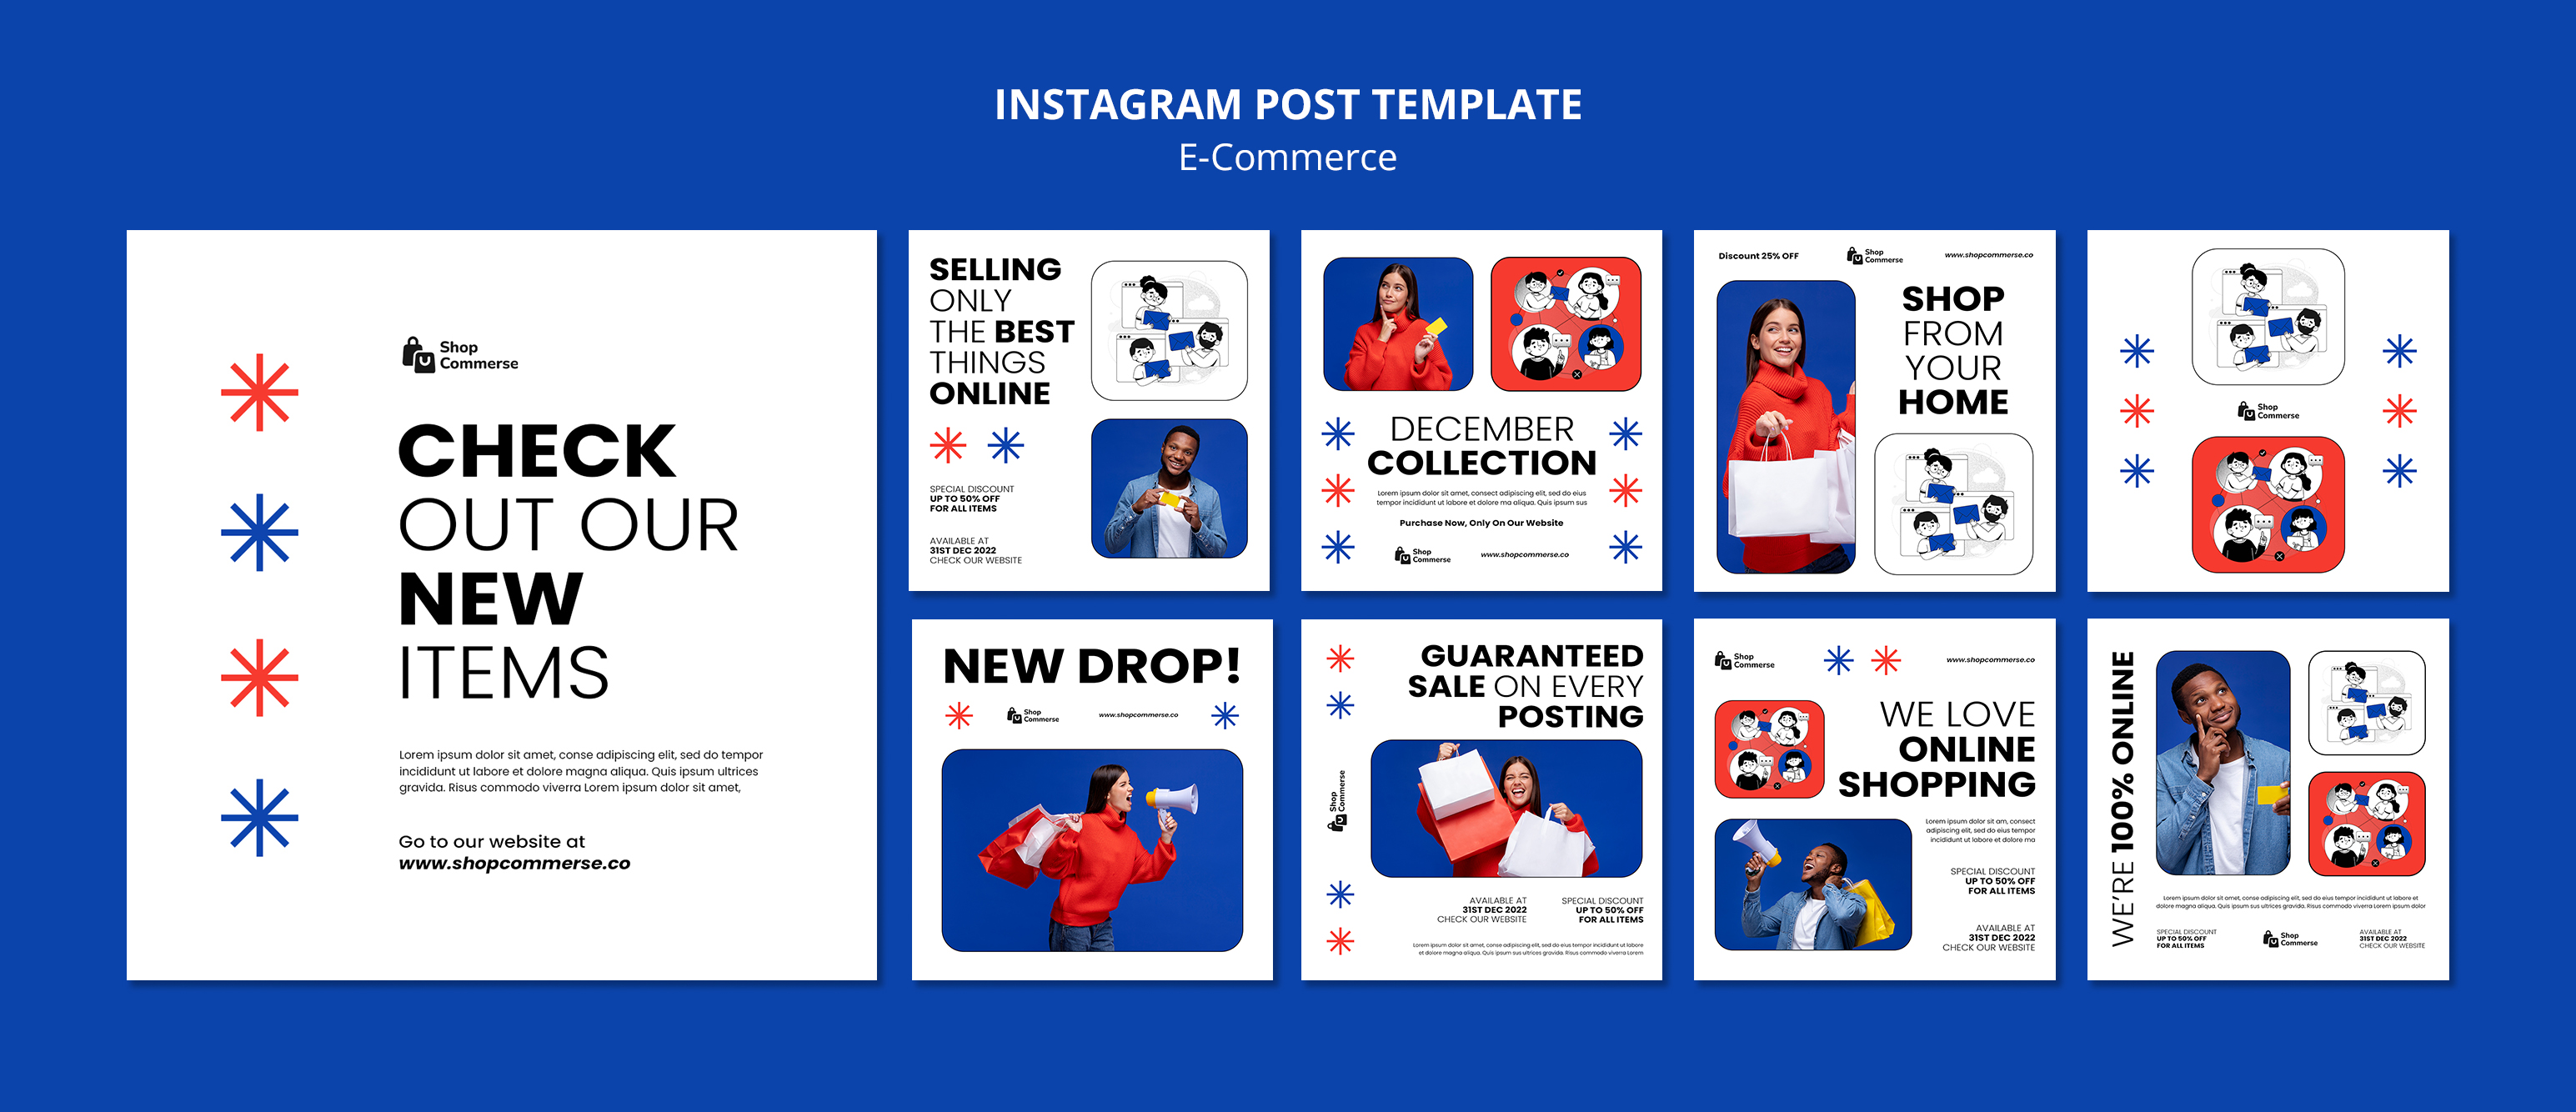 INSTAGRAM POST TEMPLATE
E-Commerce
Shop
Commerse
CHECK
OUT OUR
NEW
ITEMS
Lorem ipsum dolor sit amet, conse adipiscing elit, sed do tempor
incididunt ut labore et dolore magna aliqua. Quis ipsum ultrices
gravida. Risus commodo viverra Lorem ipsum dolor sit amet,
Go to our website at
www.shopcommerse.co
SELLING
ONLY
THE BEST
THINGS
ONLINE
SPECIAL DISCOUNT
UP TO 50% OFF
FOR ALL ITEMS
AVAILABLE AT
31ST DEC 2022
CHECK OUR WEBSITE
DECEMBER
COLLECTION
Lorem ipsum dolor sit amet, consect adipiscing elit, sed do eius
tempor incididunt ut labore et dolore ma aliqua. Quis ipsum sus
Purchase Now, Only On Our Website
Shop
Commerse
www.shopcommerse.co
Discount 25% OFF
Shop
Commerse
www.shopcommerse.co
SHOP
FROM
YOUR
HOME
Shop
Commerse
NEW DROP!
Shop
Commerse
www.shopcommerse.co
GUARANTEED
SALE ON EVERY
POSTING
Shop
Commerse
AVAILABLE AT
31ST DEC 2022
CHECK OUR WEBSITE
SPECIAL DISCOUNT
UP TO 50% OFF
FOR ALL ITEMS
Lorem ipsum dolor sit amet, conse adipiscing elit, sed do tempor incididunt ut labore
et dolore magna aliqua. Quis ipsum sus ultrices gravida. Risus commodo viverra Lorem
Shop
Commerse
www.shopcommerse.co
WE LOVE
ONLINE
SHOPPING
Lorem ipsum dolor sit am, consect
adipiscing elit, sed do eius tempor
incididunt ut labore et dolore ma
SPECIAL DISCOUNT
UP TO 50% OFF
FOR ALL ITEMS
AVAILABLE AT
31ST DEC 2022
CHECK OUR WEBSITE
WE'RE 100% ONLINE
Lorem ipsum dolor sit amet, conse adipiscing elit, sed do tempor incididunt ut labore et
dolore magna aliqua. Quis ipsum sus ultrices gravida. Risus commodo viverra Lorem ipsum dolor
SPECIAL DISCOUNT
UP TO 50% OFF
FOR ALL ITEMS
Shop
Commerse
AVAILABLE AT
31ST DEC 2022
CHECK OUR WEBSITE